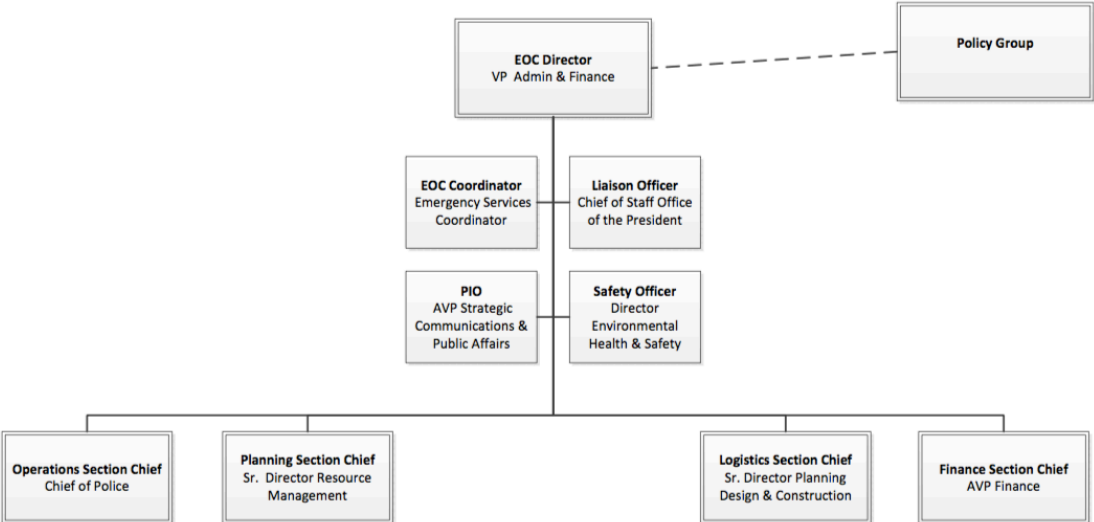 EOC Director
VP Admin & Finance
Policy Group
EOC Coordinator
Emergency Services
Coordinator
Liaison Officer
Chief of Staff Office
of the President
PIO
AVP Strategic
Communications &
Public Affairs
Safety Officer
Director
Environmental
Health & Safety
Operations Section Chief
Chief of Police
Planning Section Chief
Sr. Director Resource
Management
Logistics Section Chief
Sr. Director Planning
Design & Construction
Finance Section Chief
AVP Finance